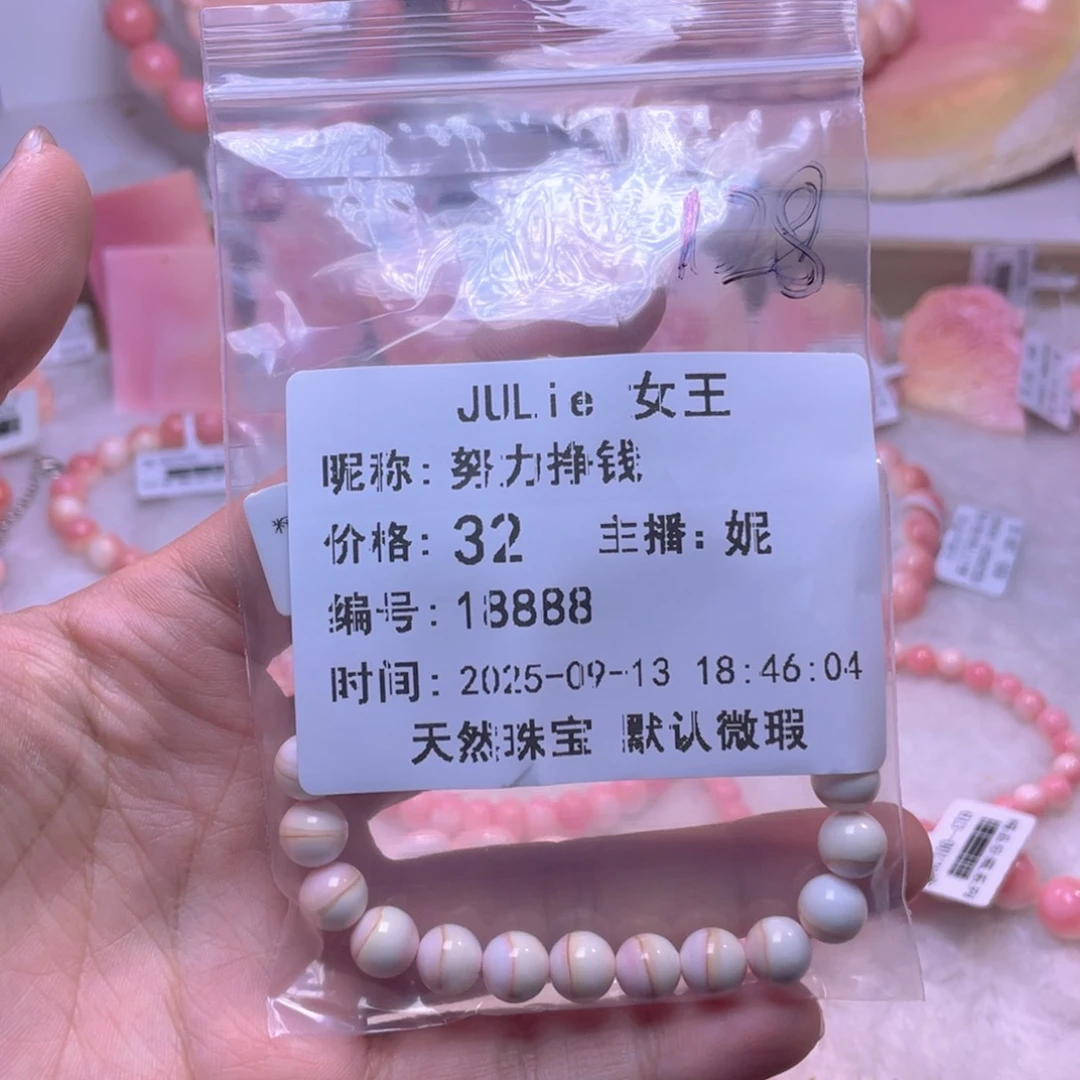 128
JULie 女王
昵称: 努力挣钱
价格: 32 主播: 妮
编号: 18888
时间: 2025-09-13 18:46:04
天然珠宝 默认微瑕